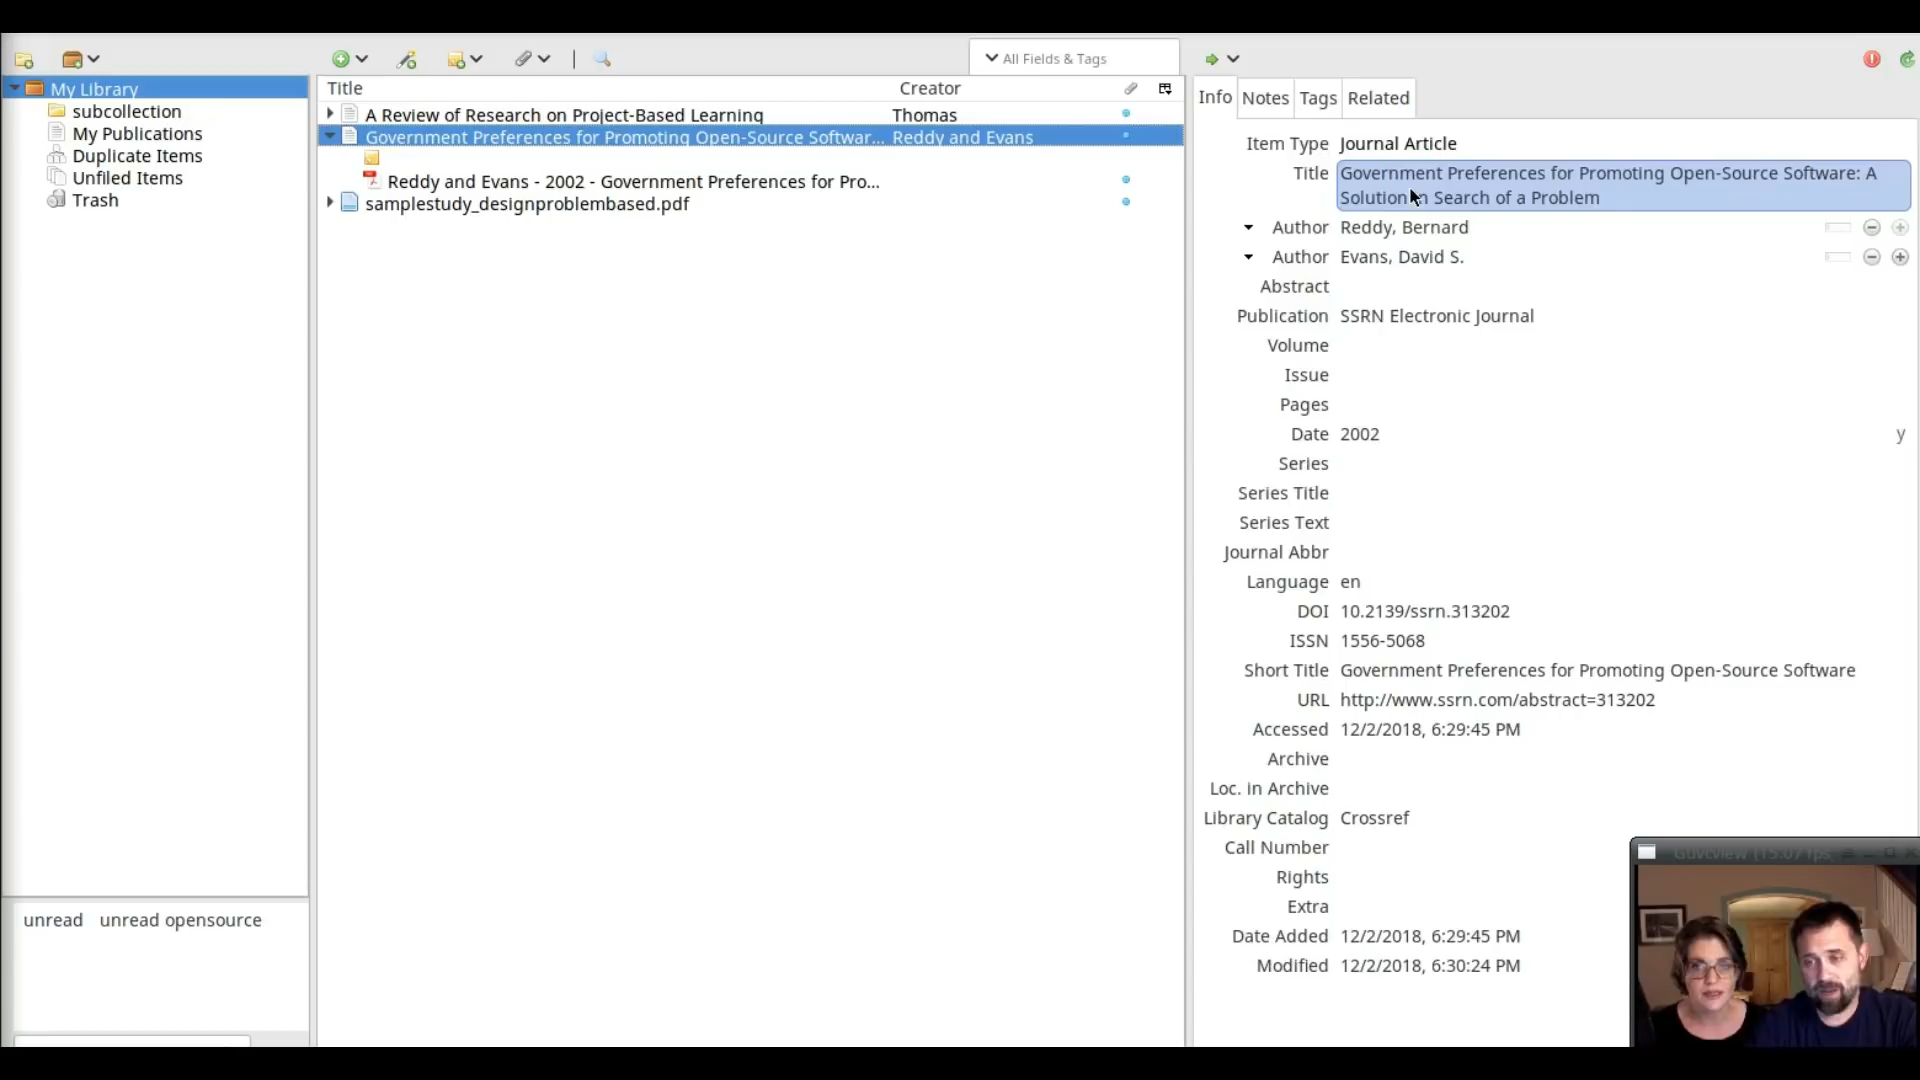 All Fields & Tags
My Library
subcollection
My Publications
Duplicate Items
Unfiled Items
Trash
unread unread opensource
Title Creator
A Review of Research on Project-Based Learning Thomas
Government Preferences for Promoting Open-Source Softwar... Reddy and Evans
Reddy and Evans - 2002 - Government Preferences for Pro...
samplestudy_designproblembased.pdf
Info Notes Tags Related
Item Type Journal Article
Title Government Preferences for Promoting Open-Source Software: A
Solution in Search of a Problem
Author Reddy, Bernard
Author Evans, David S.
Abstract
Publication SSRN Electronic Journal
Volume
Issue
Pages
Date 2002 y
Series
Series Title
Series Text
Journal Abbr
Language en
DOI 10.2139/ssrn.313202
ISSN 1556-5068
Short Title Government Preferences for Promoting Open-Source Software
URL http://www.ssrn.com/abstract=313202
Accessed 12/2/2018, 6:29:45 PM
Archive
Loc. in Archive
Library Catalog Crossref
Call Number
Rights
Extra
Date Added 12/2/2018, 6:29:45 PM
Modified 12/2/2018, 6:30:24 PM
Guvcview (15.07 fps